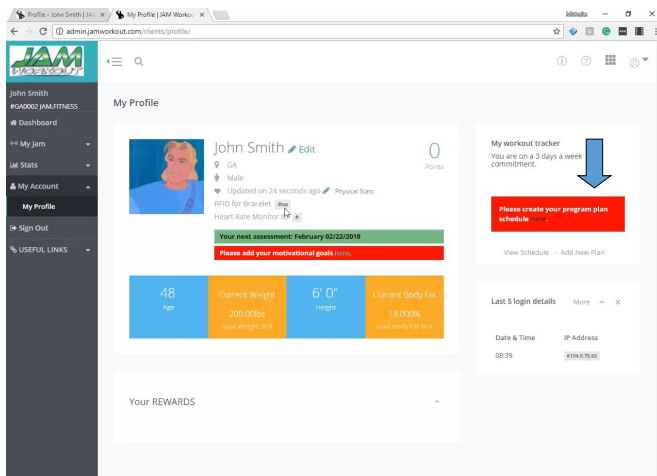 Profile - John Smith | JAM
My Profile | JAM Workou
Michelle
admin.jamworkout.com/clients/profile/
JAM
WORKOUT
John Smith
#GA0002 JAM.FITNESS
Dashboard
My Jam
Stats
My Account
My Profile
Sign Out
USEFUL LINKS
My Profile
John Smith Edit
GA
Male
Updated on 24 seconds ago Physical Stats
RFID for Bracelet #na
Heart Rate Monitor #
0
Points
Your next assessment: February 02/22/2018
Please add your motivational goals here.
48
Age
Current Weight
200.00lbs
Goal Weight N/A
6' 0"
Height
Current Body Fat
18.000%
Goal Body Fat N/A
Your REWARDS
My workout tracker
You are on a 3 days a week
commitment.
Please create your program plan
schedule here.
View Schedule Add New Plan
Last 5 login details More
Date & Time IP Address
08:39 #104.8.75.65